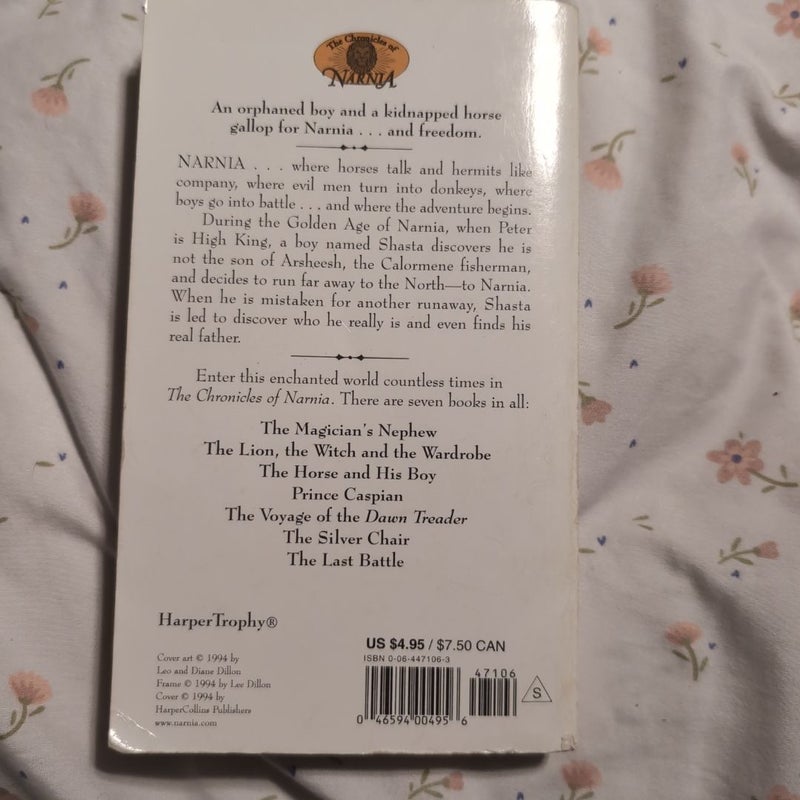 The Chronicles of
NARNIA
An orphaned boy and a kidnapped horse
gallop for Narnia . . . and freedom.
NARNIA . . . where horses talk and hermits like
company, where evil men turn into donkeys, where
boys go into battle . . . and where the adventure begins.
During the Golden Age of Narnia, when Peter
is High King, a boy named Shasta discovers he is
not the son of Arsheesh, the Calormene fisherman,
and decides to run far away to the North—to Narnia.
When he is mistaken for another runaway, Shasta
is led to discover who he really is and even finds his
real father.
Enter this enchanted world countless times in
The Chronicles of Narnia. There are seven books in all:
The Magician's Nephew
The Lion, the Witch and the Wardrobe
The Horse and His Boy
Prince Caspian
The Voyage of the Dawn Treader
The Silver Chair
The Last Battle
HarperTrophy®
Cover art © 1994 by
Leo and Diane Dillon
Frame © 1994 by Lee Dillon
Cover © 1994 by
HarperCollins Publishers
www.narnia.com
US $4.95 / $7.50 CAN
ISBN 0-06-447106-3
47106
S
0 46594 00495 6